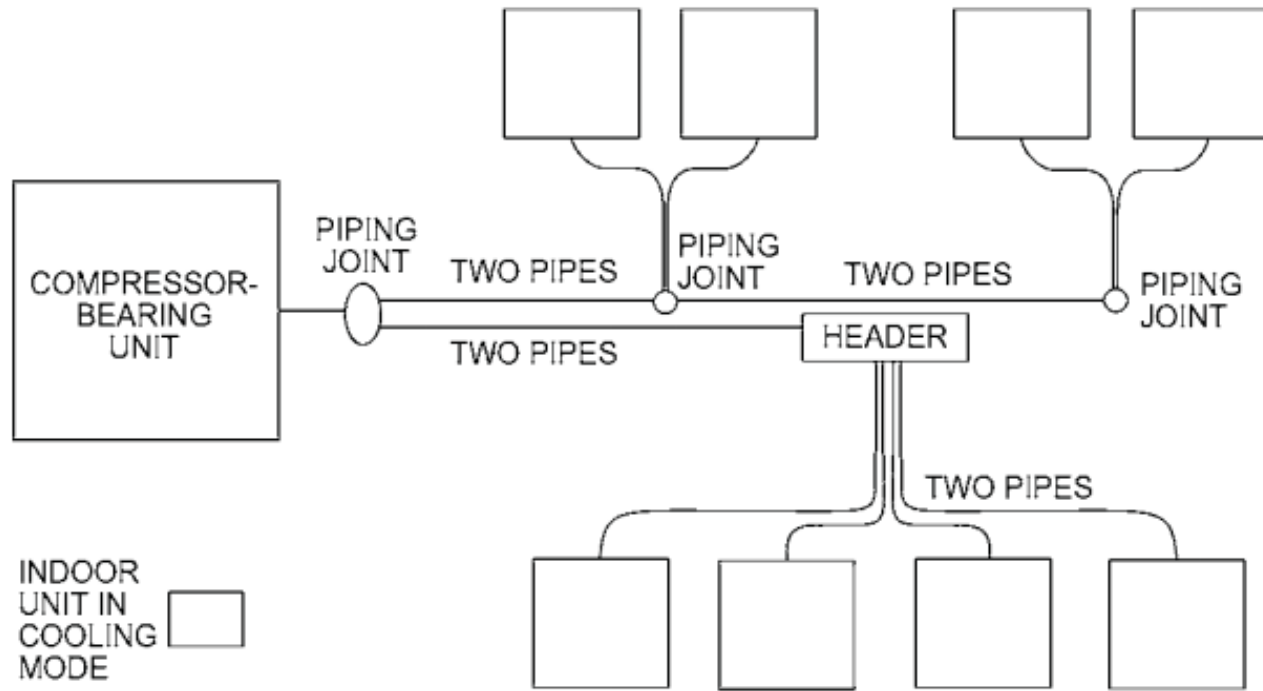 COMPRESSOR-
BEARING
UNIT
PIPING
JOINT
TWO PIPES
TWO PIPES
PIPING
JOINT
TWO PIPES
PIPING
JOINT
HEADER
TWO PIPES
INDOOR
UNIT IN
COOLING
MODE